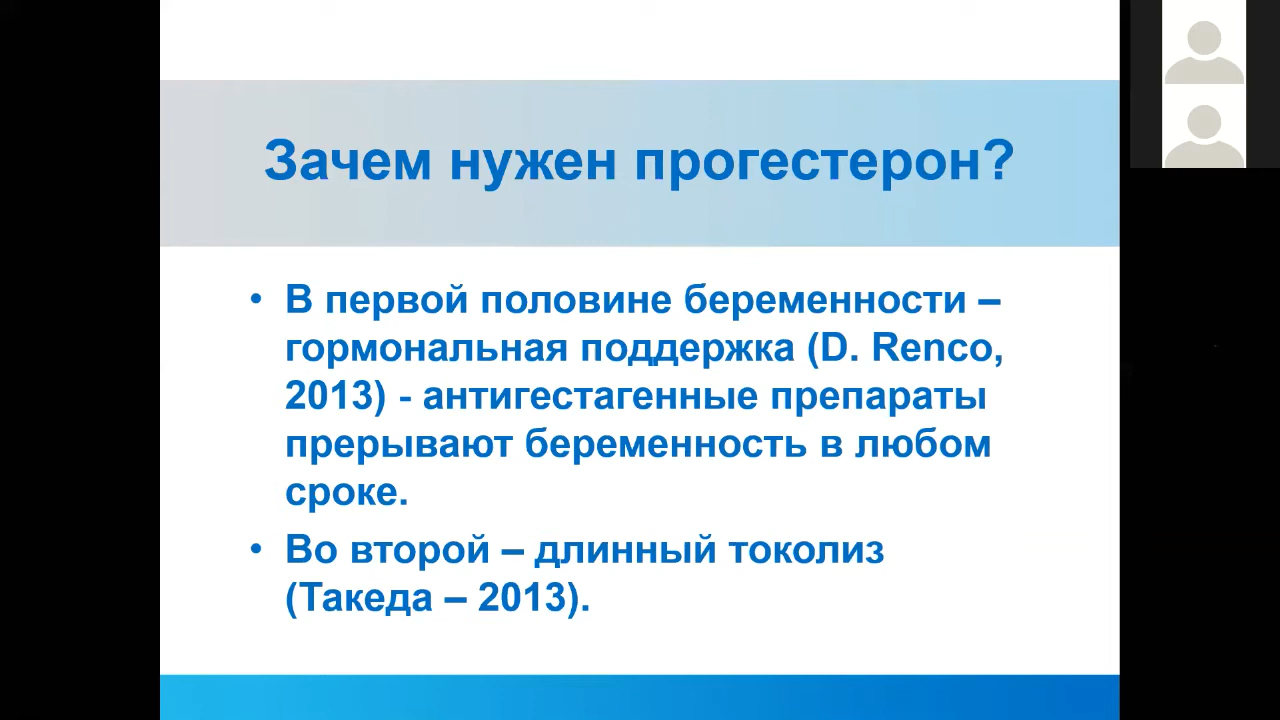 Зачем нужен прогестерон?
• В первой половине беременности –
гормональная поддержка (D. Renco,
2013) - антигестагенные препараты
прерывают беременность в любом
сроке.
• Во второй – длинный токолиз
(Такеда – 2013).